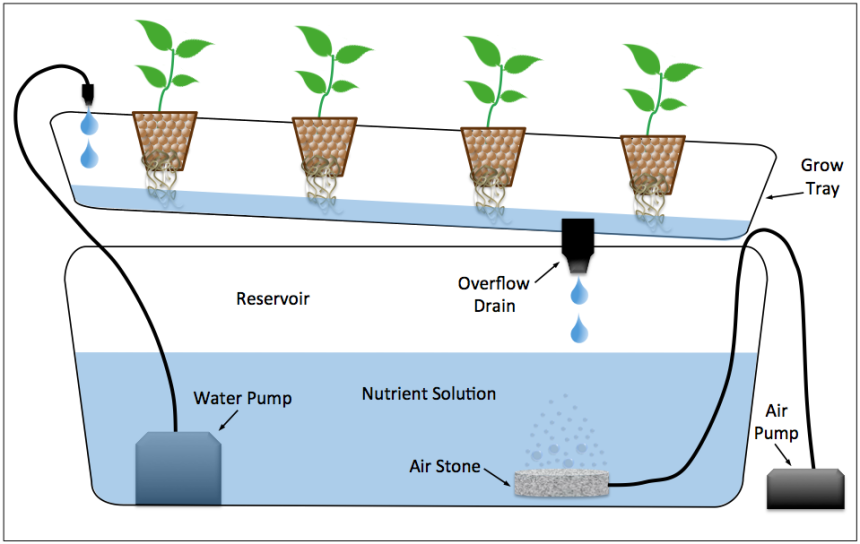 Grow
Tray
Overflow
Drain
Reservoir
Nutrient Solution
Water Pump
Air
Pump
Air Stone